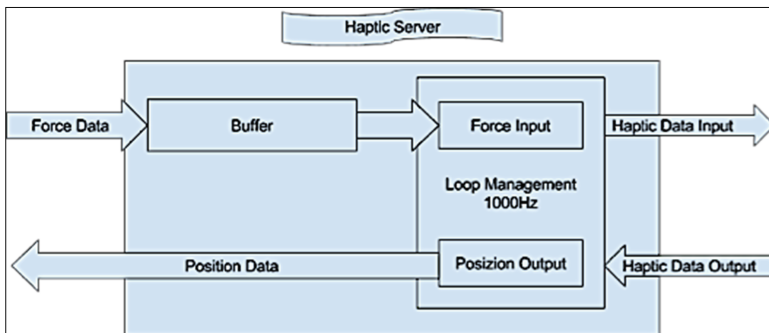 Haptic Server
Force Data
Buffer
Force Input
Haptic Data Input
Loop Management
1000Hz
Position Data
Posizion Output
Haptic Data Output